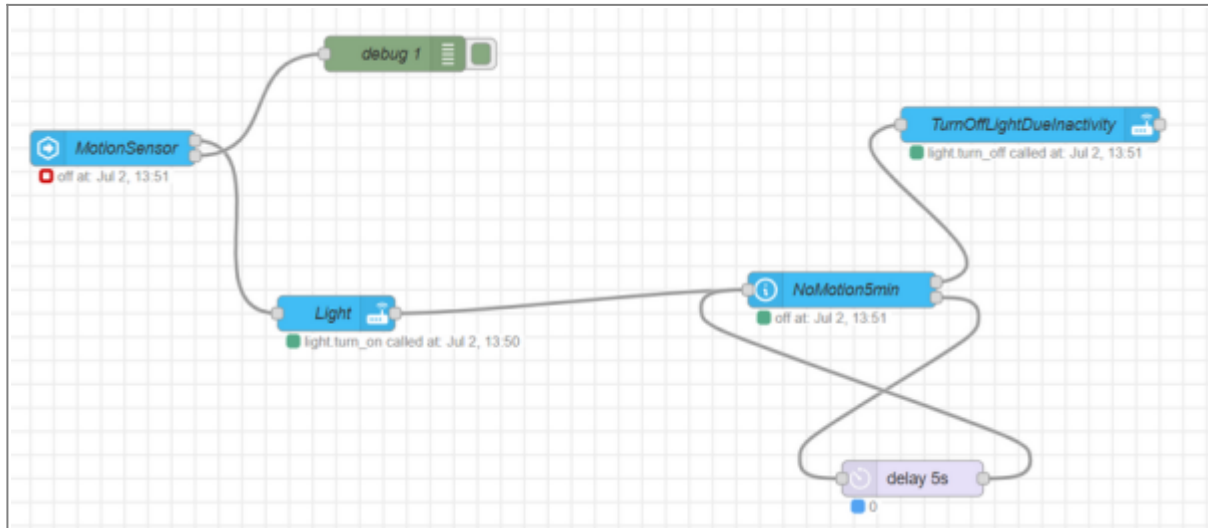 debug 1
MotionSensor
off at: Jul 2, 13:51
TurnOffLightDueInactivity
light.turn_off called at: Jul 2, 13:51
Light
light.turn_on called at: Jul 2, 13:50
NoMotion5min
off at: Jul 2, 13:51
delay 5s
0